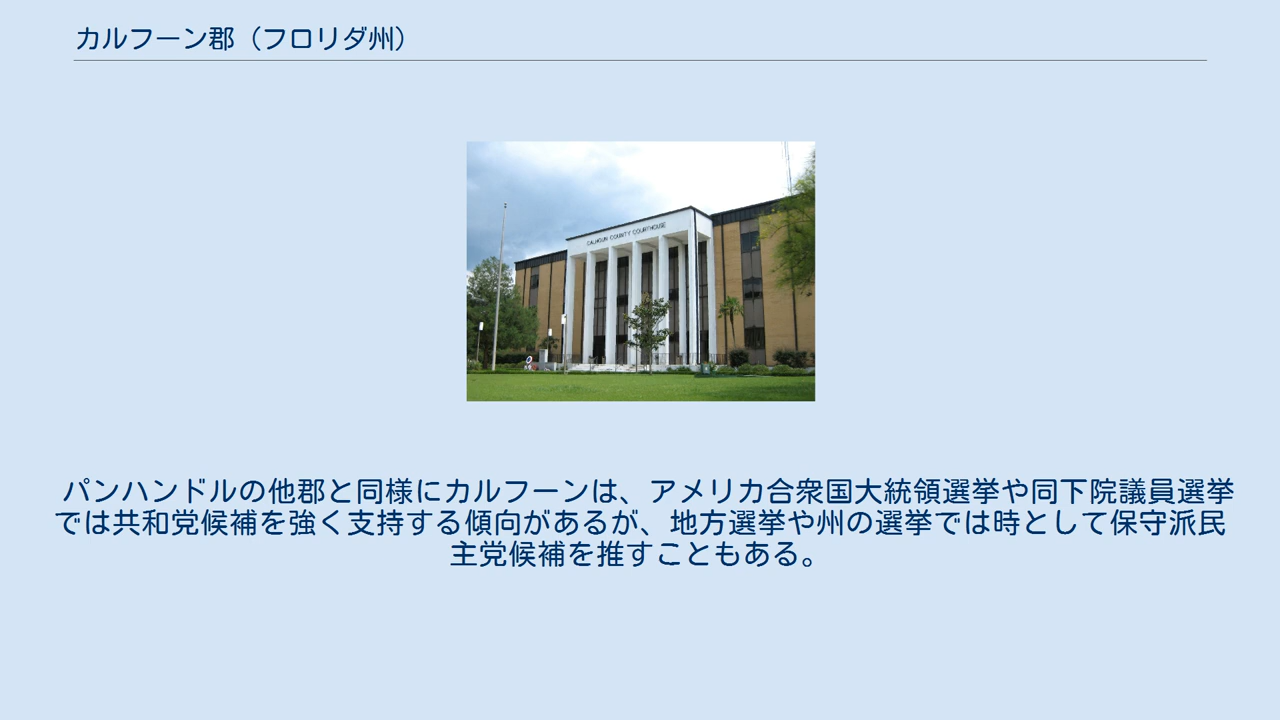 カルフーン郡（フロリダ州）
CALHOUN COUNTY COURTHOUSE
パンハンドルの他郡と同様にカルフーンは、アメリカ合衆国大統領選挙や同下院議員選挙
では共和党候補を強く支持する傾向があるが、地方選挙や州の選挙では時として保守派民
主党候補を推すこともある。